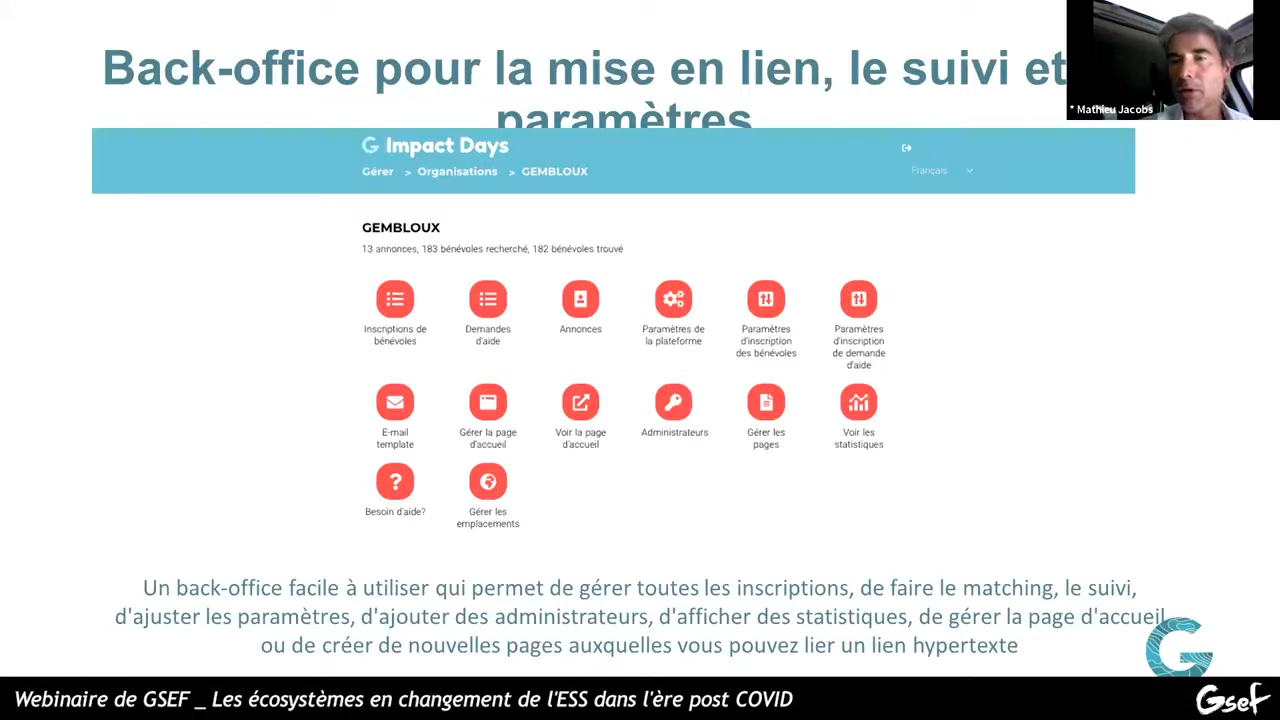 Back-office pour la mise en lien, le suivi et
paramètres
* Mathieu Jacobs
G Impact Days
Gérer > Organisations > GEMBLOUX
Français
GEMBLOUX
13 annonces, 183 bénévoles recherché, 182 bénévoles trouvé
Inscriptions de
bénévoles
Demandes
d'aide
Annonces
Paramètres de
la plateforme
Paramètres
d'inscription
des bénévoles
Paramètres
d'inscription
de demande
d'aide
E-mail
template
Gérer la page
d'accueil
Voir la page
d'accueil
Administrateurs
Gérer les
pages
Voir les
statistiques
Besoin d'aide?
Gérer les
emplacements
Un back-office facile à utiliser qui permet de gérer toutes les inscriptions, de faire le matching, le suivi,
d'ajuster les paramètres, d'ajouter des administrateurs, d'afficher des statistiques, de gérer la page d'accueil
ou de créer de nouvelles pages auxquelles vous pouvez lier un lien hypertexte
G
Webinaire de GSEF _ Les écosystèmes en changement de l'ESS dans l'ère post COVID
Gsef